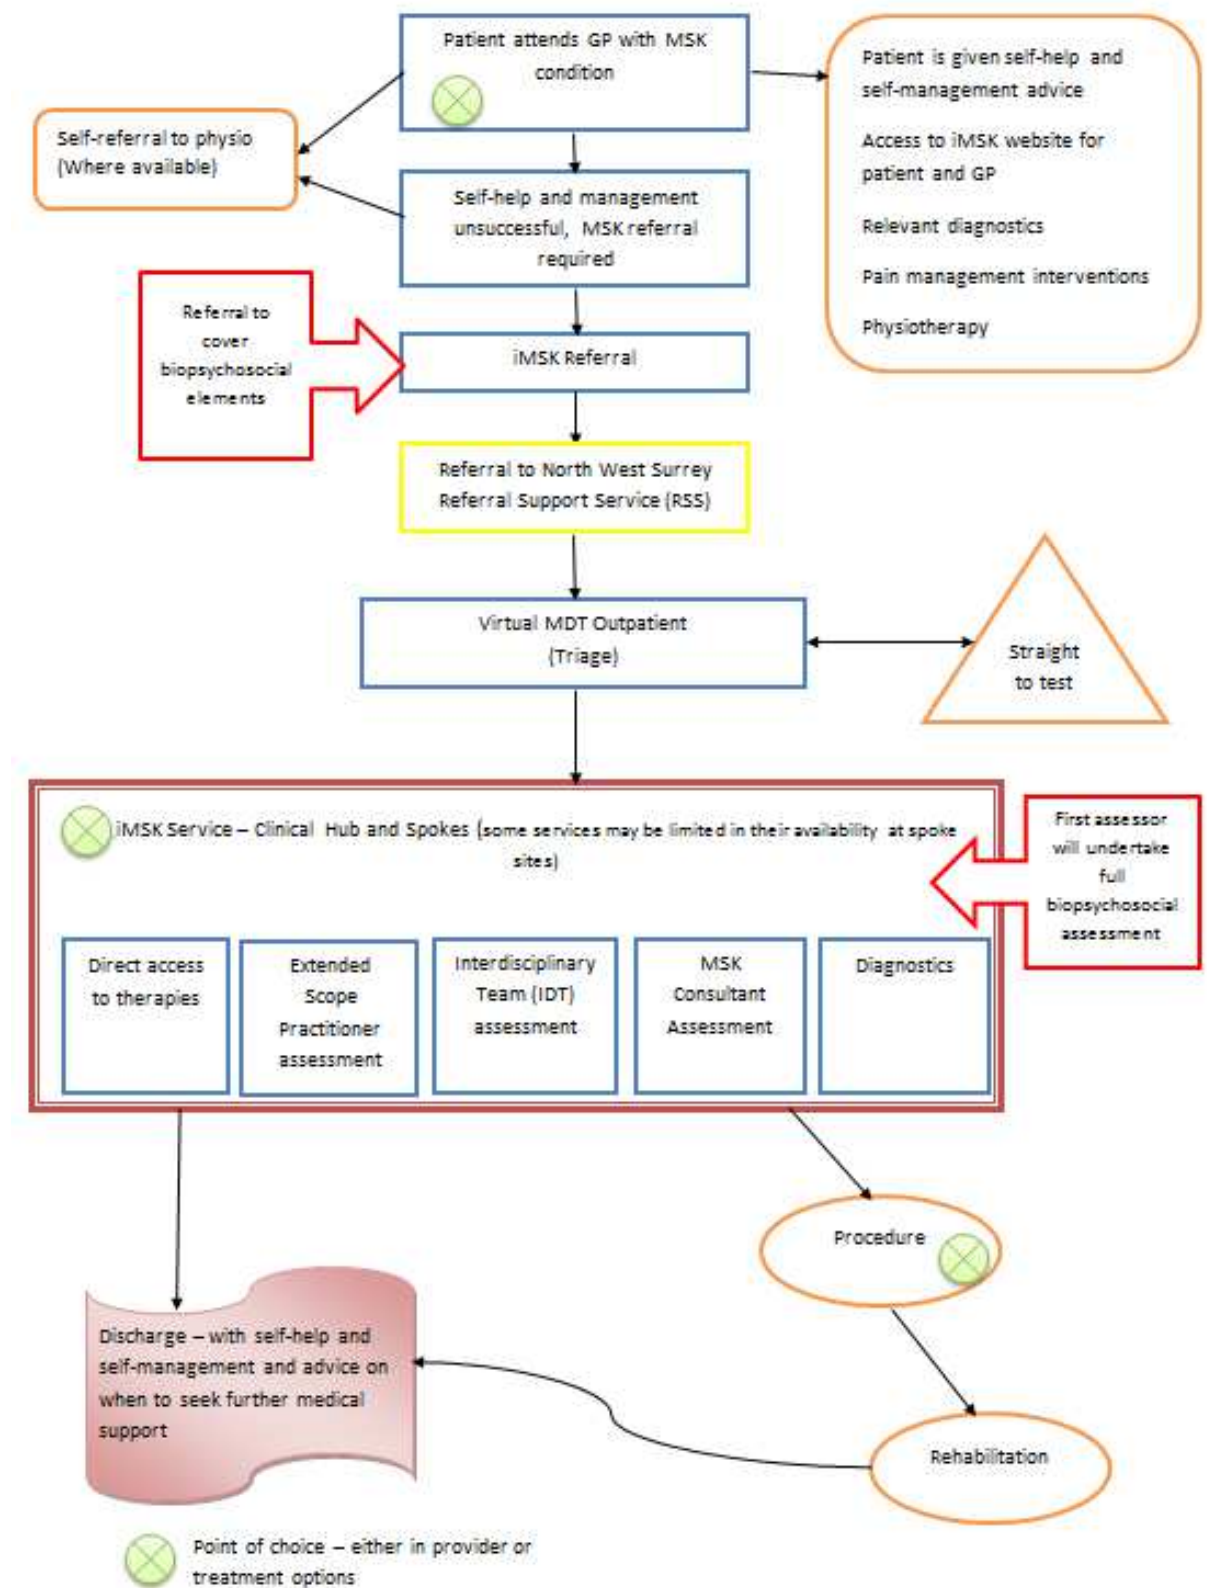 Patient attends GP with MSK
condition
Patient is given self-help and
self-management advice
Access to iMSK website for
patient and GP
Relevant diagnostics
Pain management interventions
Physiotherapy
Self-referral to physio
(Where available)
Self-help and management
unsuccessful, MSK referral
required
Referral to
cover
biopsychosocial
elements
iMSK Referral
Referral to North West Surrey
Referral Support Service (RSS)
Virtual MDT Outpatient
(Triage)
Straight
to test
iMSK Service – Clinical Hub and Spokes (some services may be limited in their availability at spoke
sites)
First assessor
will undertake
full
biopsychosocial
assessment
Direct access
to therapies
Extended
Scope
Practitioner
assessment
Interdisciplinary
Team (IDT)
assessment
MSK
Consultant
Assessment
Diagnostics
Procedure
Discharge – with self-help and
self-management and advice on
when to seek further medical
support
Rehabilitation
Point of choice – either in provider or
treatment options